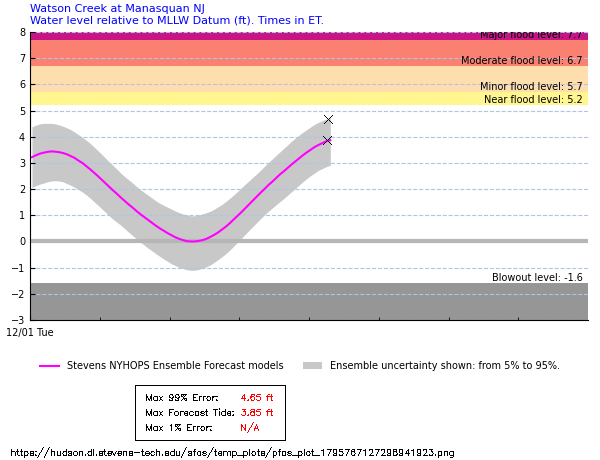 Watson Creek at Manasquan NJ
Water level relative to MLLW Datum (ft). Times in ET.
8
Major flood level: 7.7
7
Moderate flood level: 6.7
6
Minor flood level: 5.7
Near flood level: 5.2
5
4
3
2
1
0
−1
Blowout level: -1.6
−2
−3
12/01 Tue
Stevens NYHOPS Ensemble Forecast models
Ensemble uncertainty shown: from 5% to 95%.
Max 99% Error: 4.65 ft
Max Forecast Tide: 3.85 ft
Max 1% Error: N/A
https://hudson.dl.stevens-tech.edu/sfas/temp_plots/pfas_plot_1795767127298941923.png